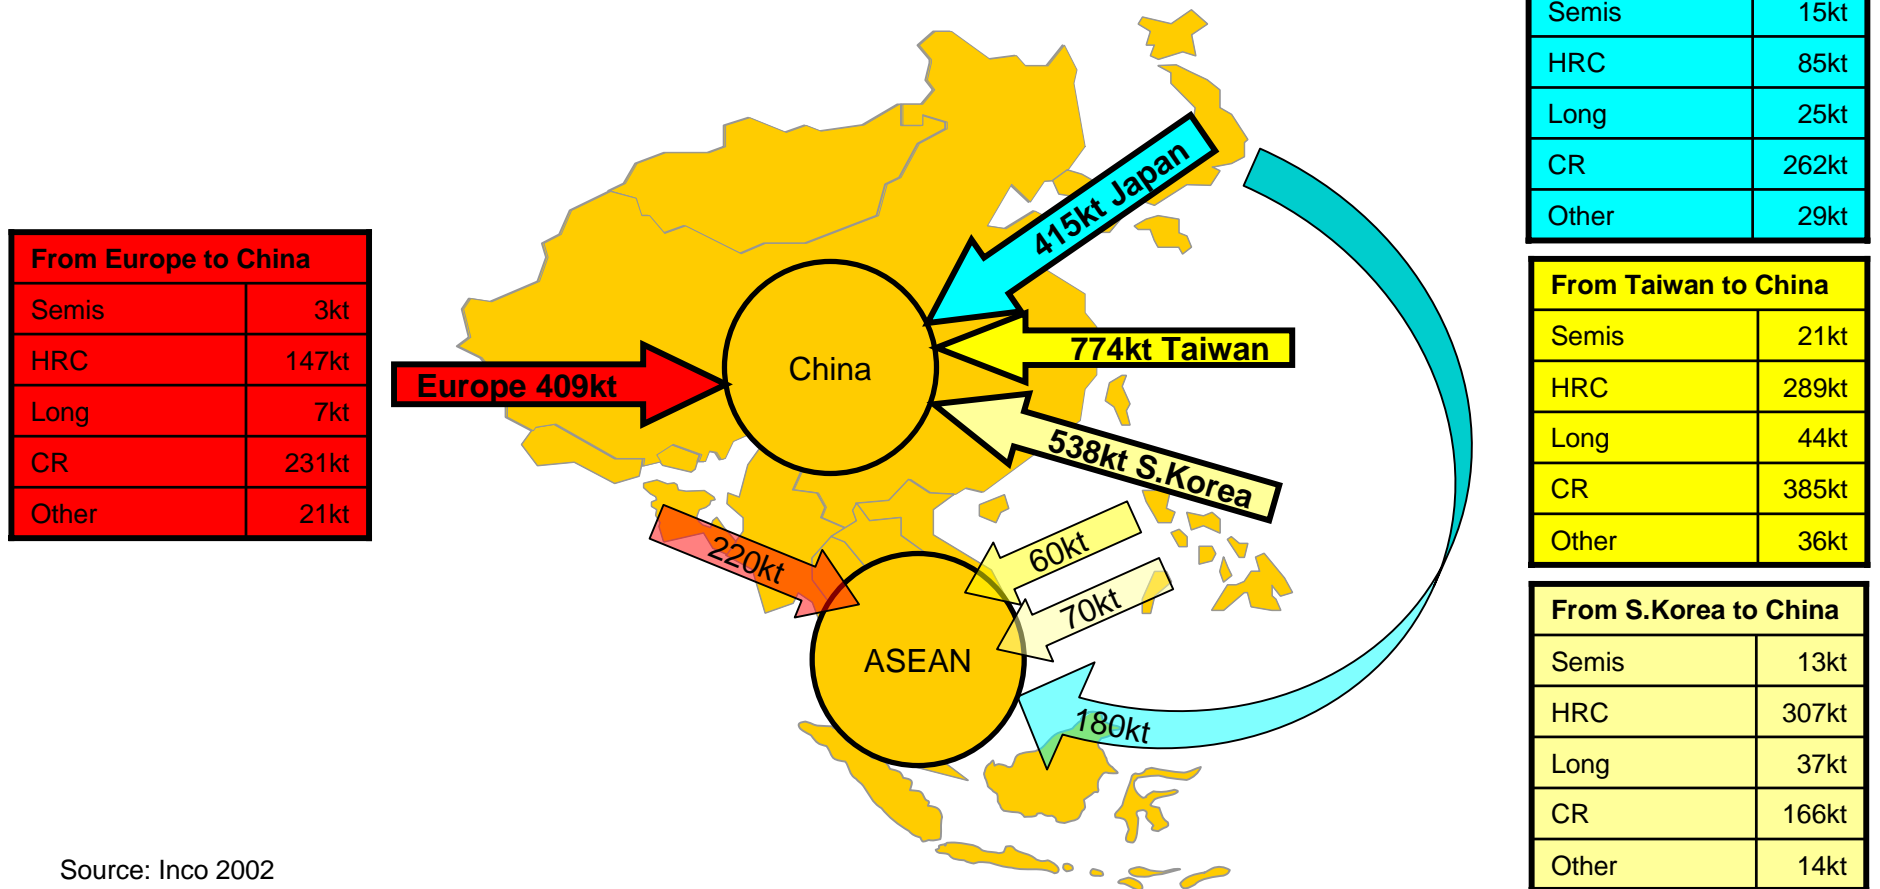 Semis 15kt
HRC 85kt
Long 25kt
CR 262kt
Other 29kt
From Europe to China
Semis 3kt
HRC 147kt
Long 7kt
CR 231kt
Other 21kt
415kt Japan
774kt Taiwan
China
Europe 409kt
538kt S.Korea
220kt
60kt
70kt
ASEAN
180kt
From Taiwan to China
Semis 21kt
HRC 289kt
Long 44kt
CR 385kt
Other 36kt
From S.Korea to China
Semis 13kt
HRC 307kt
Long 37kt
CR 166kt
Other 14kt
Source: Inco 2002